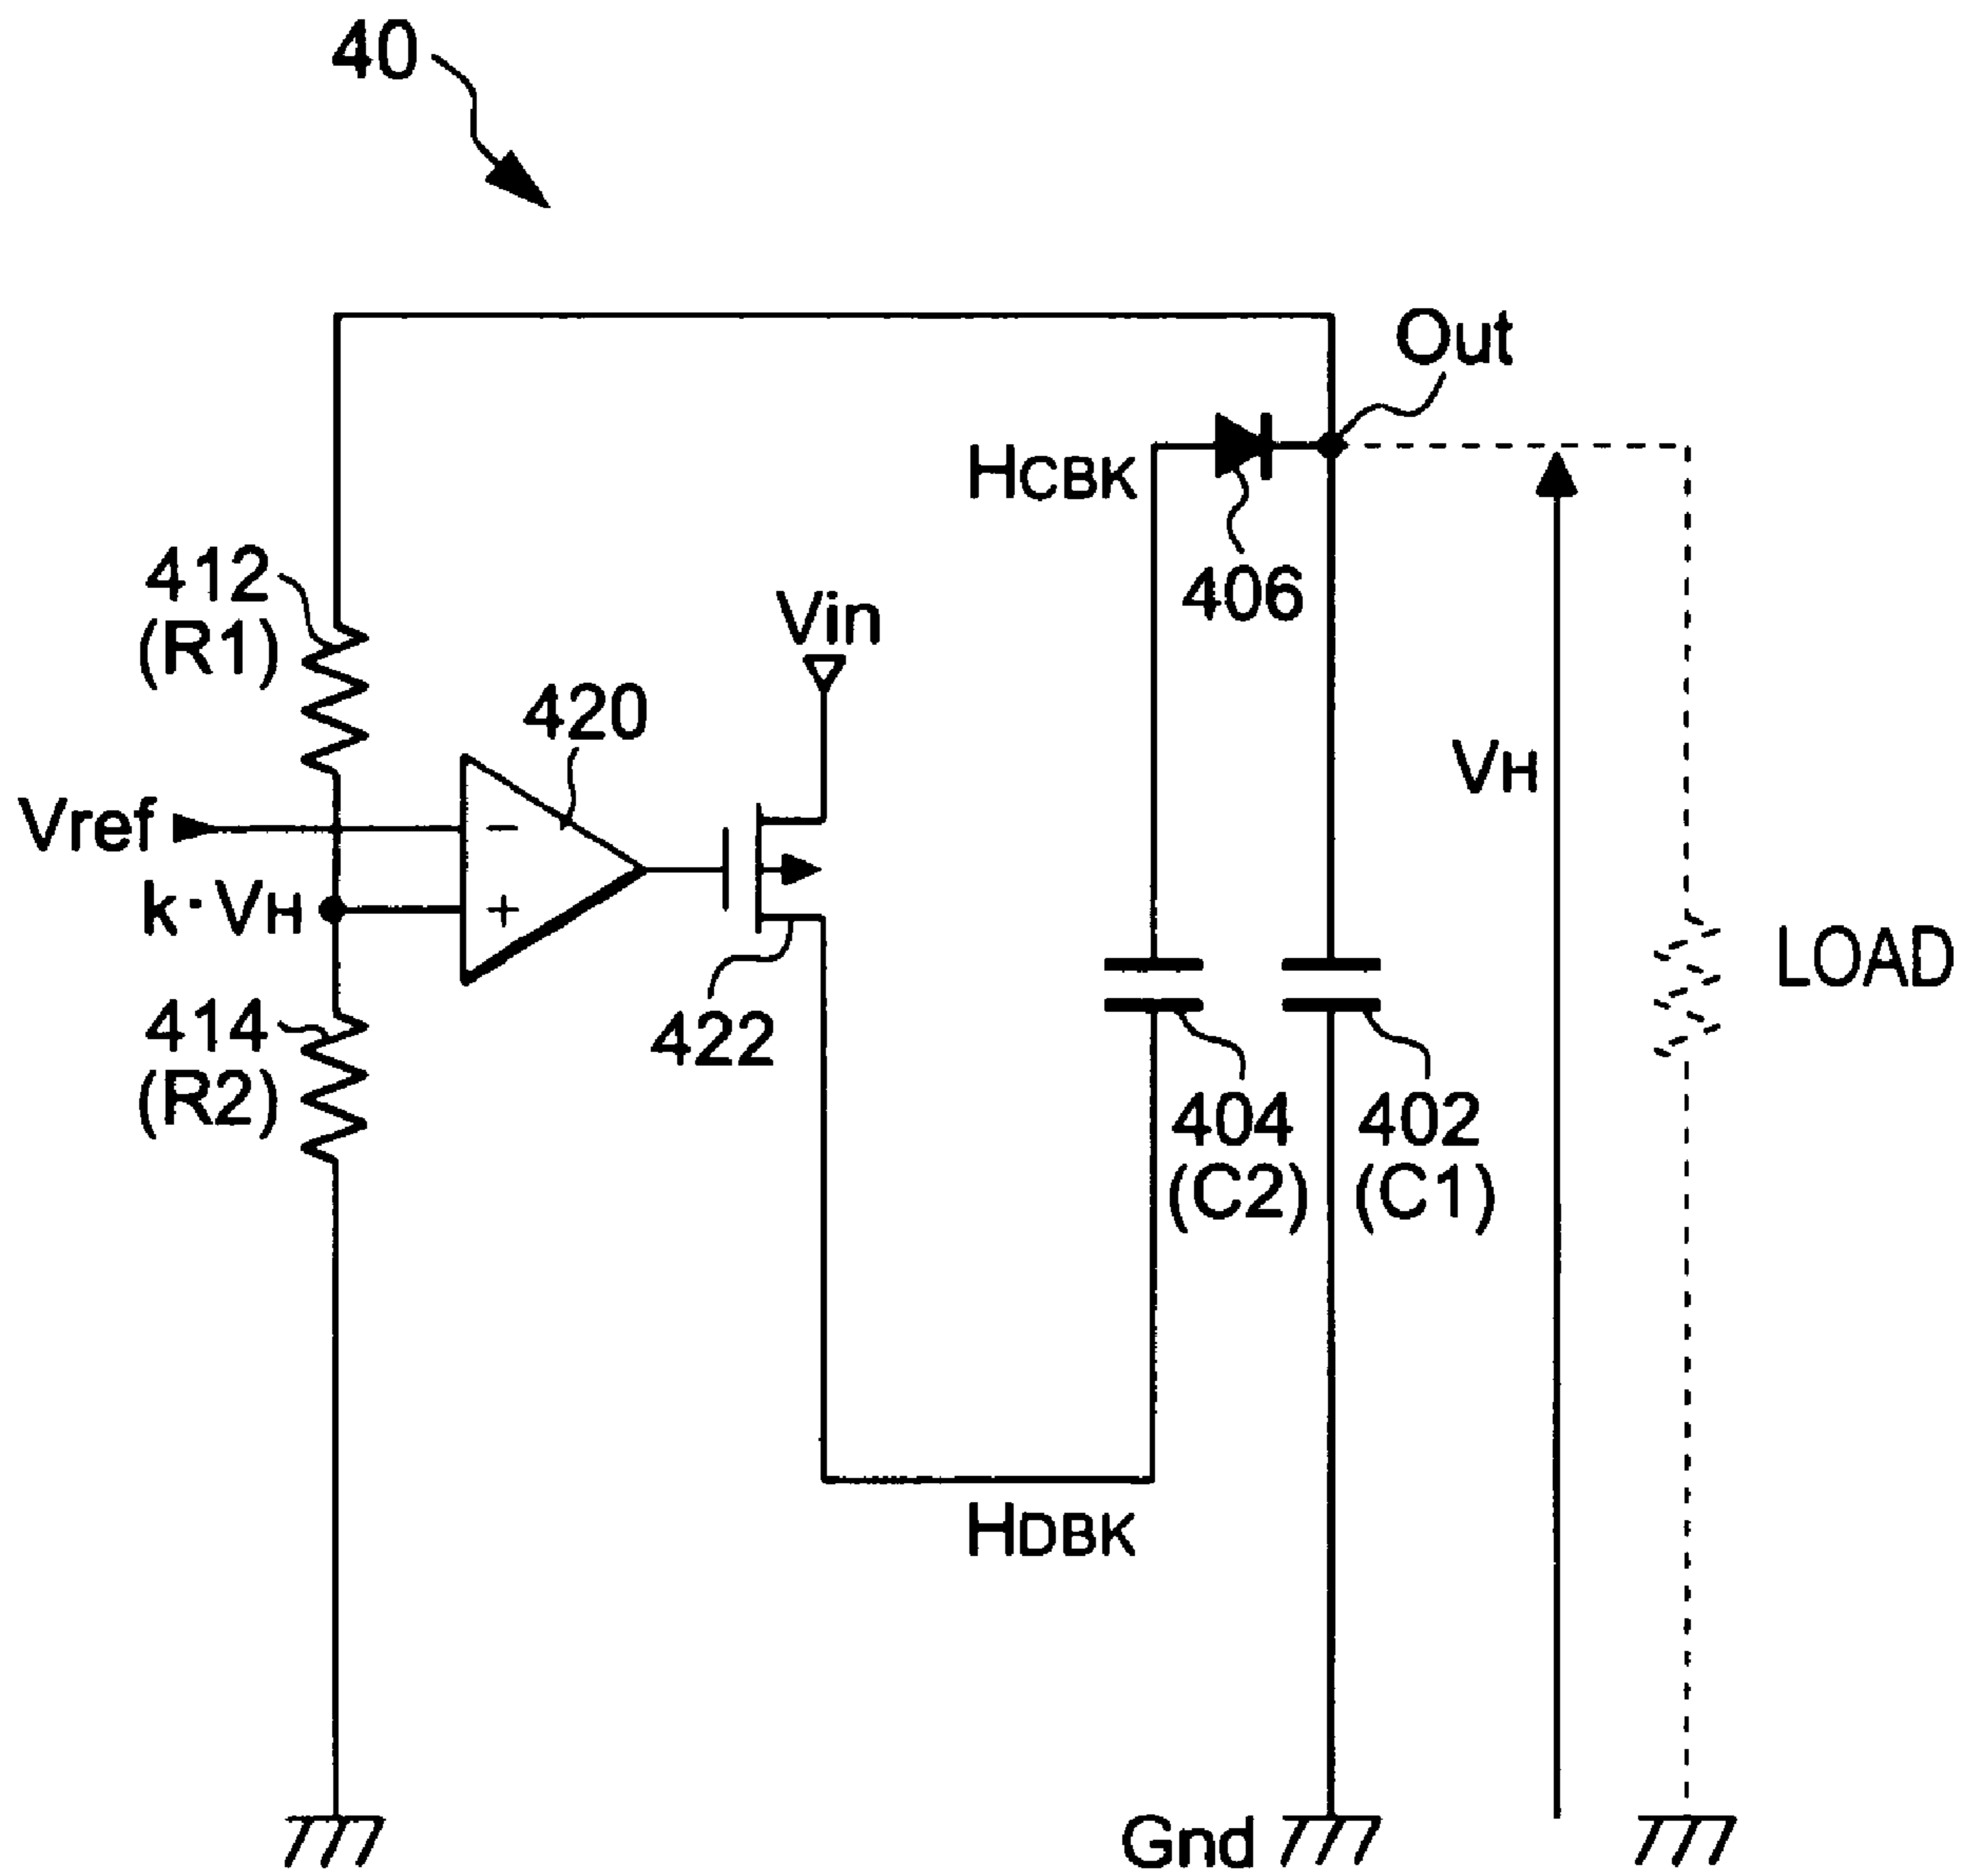 40
Out
HCBK
412
(R1)
406
Vin
420
VH
Vref
−
k·VH
+
LOAD
422
414
(R2)
404
(C2)
402
(C1)
HDBK
Gnd